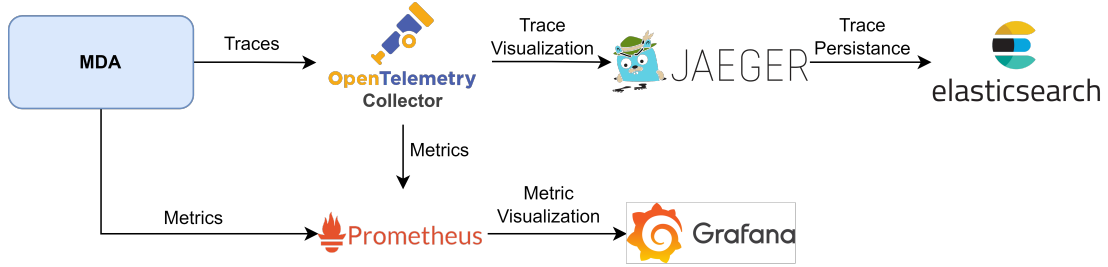 MDA
Traces
OpenTelemetry
Collector
Trace
Visualization
JAEGER
Trace
Persistance
elasticsearch
Metrics
Metrics
Prometheus
Metric
Visualization
Grafana